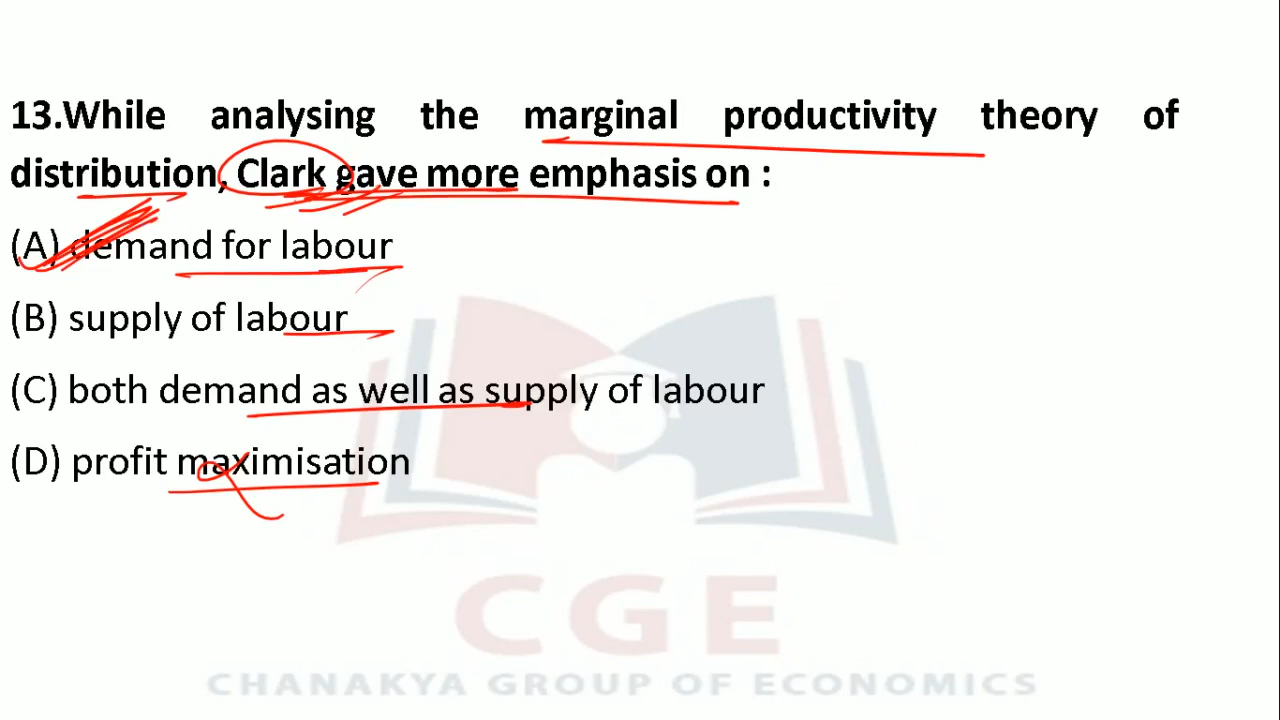 13.While analysing the marginal productivity theory of
distribution, Clark gave more emphasis on :
(A) demand for labour
(B) supply of labour
(C) both demand as well as supply of labour
(D) profit maximisation
CGE
CHANAKYA GROUP OF ECONOMICS